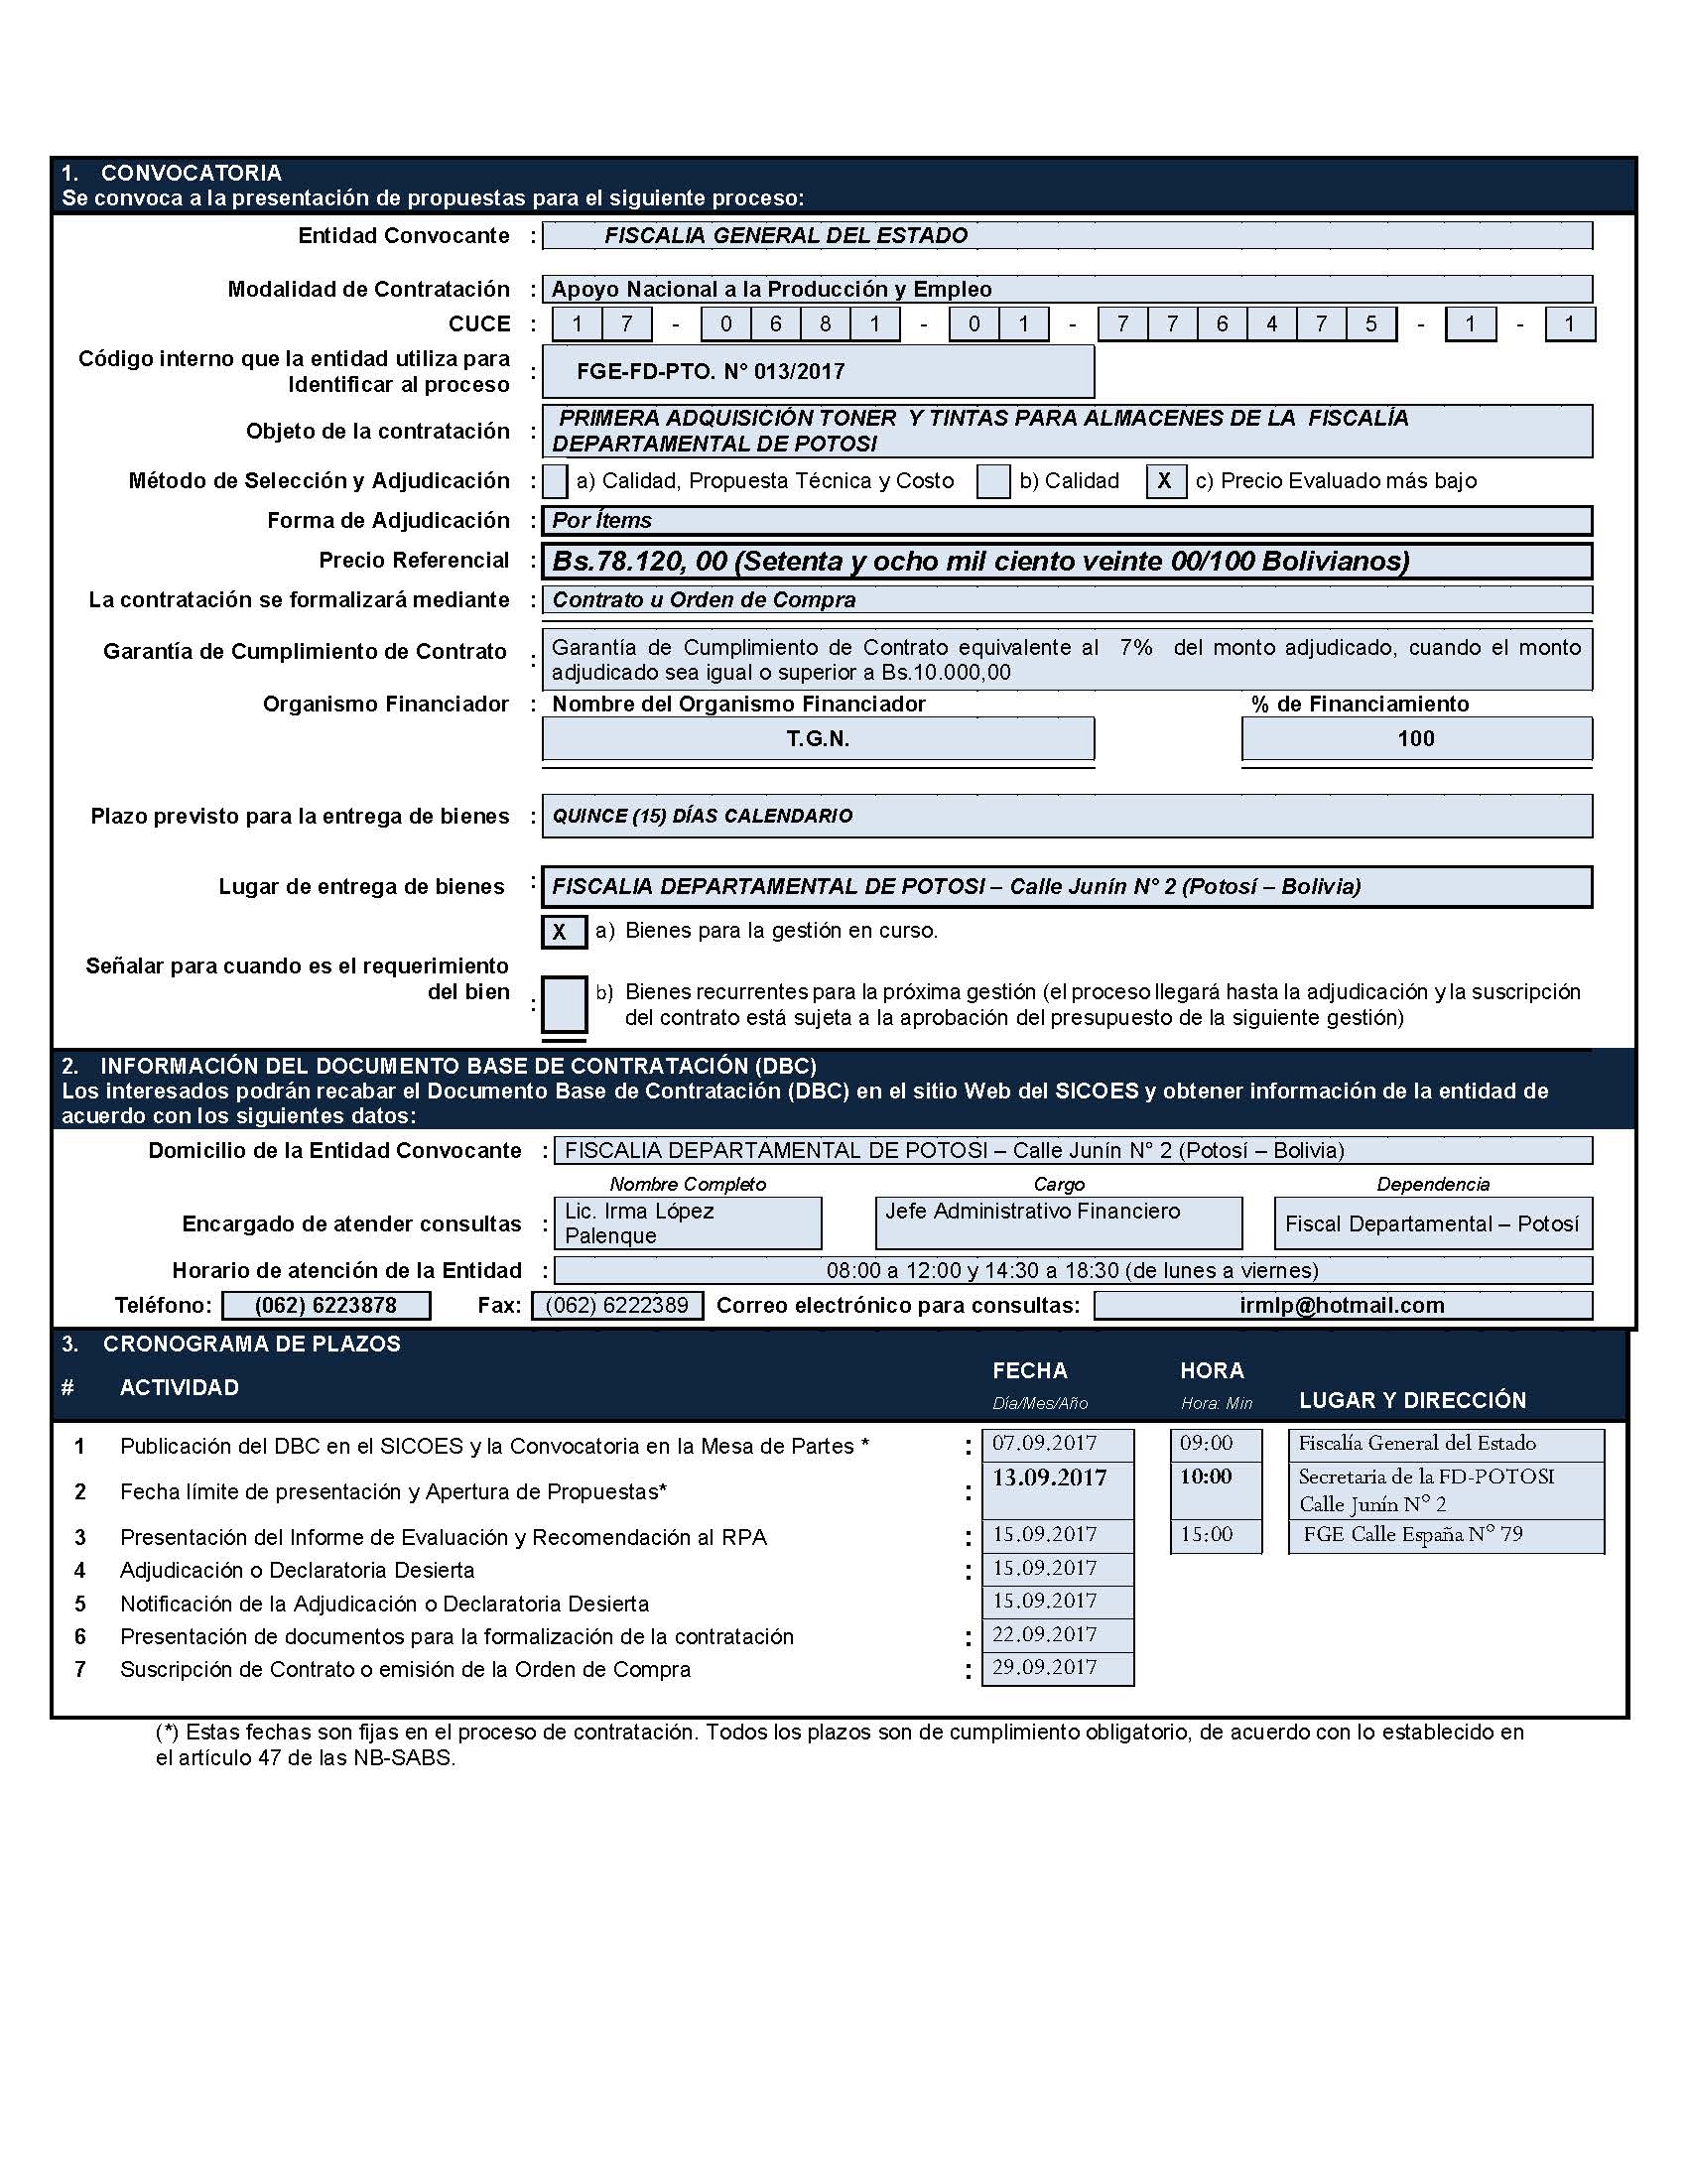 1. CONVOCATORIA
Se convoca a la presentación de propuestas para el siguiente proceso:
Entidad Convocante : FISCALIA GENERAL DEL ESTADO
Modalidad de Contratación : Apoyo Nacional a la Producción y Empleo
CUCE : 1 7 - 0 6 8 1 - 0 1 - 7 7 6 4 7 5 - 1 - 1
Código interno que la entidad utiliza para
Identificar al proceso : FGE-FD-PTO. N° 013/2017
Objeto de la contratación : PRIMERA ADQUISICIÓN TONER Y TINTAS PARA ALMACENES DE LA FISCALÍA
DEPARTAMENTAL DE POTOSI
Método de Selección y Adjudicación : a) Calidad, Propuesta Técnica y Costo b) Calidad X c) Precio Evaluado más bajo
Forma de Adjudicación : Por Ítems
Precio Referencial : Bs.78.120, 00 (Setenta y ocho mil ciento veinte 00/100 Bolivianos)
La contratación se formalizará mediante : Contrato u Orden de Compra
Garantía de Cumplimiento de Contrato : Garantía de Cumplimiento de Contrato equivalente al 7% del monto adjudicado, cuando el monto
adjudicado sea igual o superior a Bs.10.000,00
Organismo Financiador : Nombre del Organismo Financiador % de Financiamiento
T.G.N. 100
Plazo previsto para la entrega de bienes : QUINCE (15) DÍAS CALENDARIO
Lugar de entrega de bienes : FISCALIA DEPARTAMENTAL DE POTOSI – Calle Junín N° 2 (Potosí – Bolivia)
X a) Bienes para la gestión en curso.
Señalar para cuando es el requerimiento
del bien : b) Bienes recurrentes para la próxima gestión (el proceso llegará hasta la adjudicación y la suscripción
del contrato está sujeta a la aprobación del presupuesto de la siguiente gestión)
2. INFORMACIÓN DEL DOCUMENTO BASE DE CONTRATACIÓN (DBC)
Los interesados podrán recabar el Documento Base de Contratación (DBC) en el sitio Web del SICOES y obtener información de la entidad de
acuerdo con los siguientes datos:
Domicilio de la Entidad Convocante : FISCALIA DEPARTAMENTAL DE POTOSI – Calle Junín N° 2 (Potosí – Bolivia)
Nombre Completo Cargo Dependencia
Encargado de atender consultas : Lic. Irma López
Palenque Jefe Administrativo Financiero Fiscal Departamental – Potosí
Horario de atención de la Entidad : 08:00 a 12:00 y 14:30 a 18:30 (de lunes a viernes)
Teléfono: (062) 6223878 Fax: (062) 6222389 Correo electrónico para consultas: irmlp@hotmail.com
3. CRONOGRAMA DE PLAZOS
# ACTIVIDAD FECHA HORA LUGAR Y DIRECCIÓN
Día/Mes/Año Hora: Min
1 Publicación del DBC en el SICOES y la Convocatoria en la Mesa de Partes * : 07.09.2017 09:00 Fiscalía General del Estado
2 Fecha límite de presentación y Apertura de Propuestas* : 13.09.2017 10:00 Secretaria de la FD-POTOSI
Calle Junín N° 2
3 Presentación del Informe de Evaluación y Recomendación al RPA : 15.09.2017 15:00 FGE Calle España N° 79
4 Adjudicación o Declaratoria Desierta : 15.09.2017
5 Notificación de la Adjudicación o Declaratoria Desierta 15.09.2017
6 Presentación de documentos para la formalización de la contratación : 22.09.2017
7 Suscripción de Contrato o emisión de la Orden de Compra : 29.09.2017
(*) Estas fechas son fijas en el proceso de contratación. Todos los plazos son de cumplimiento obligatorio, de acuerdo con lo establecido en
el artículo 47 de las NB-SABS.